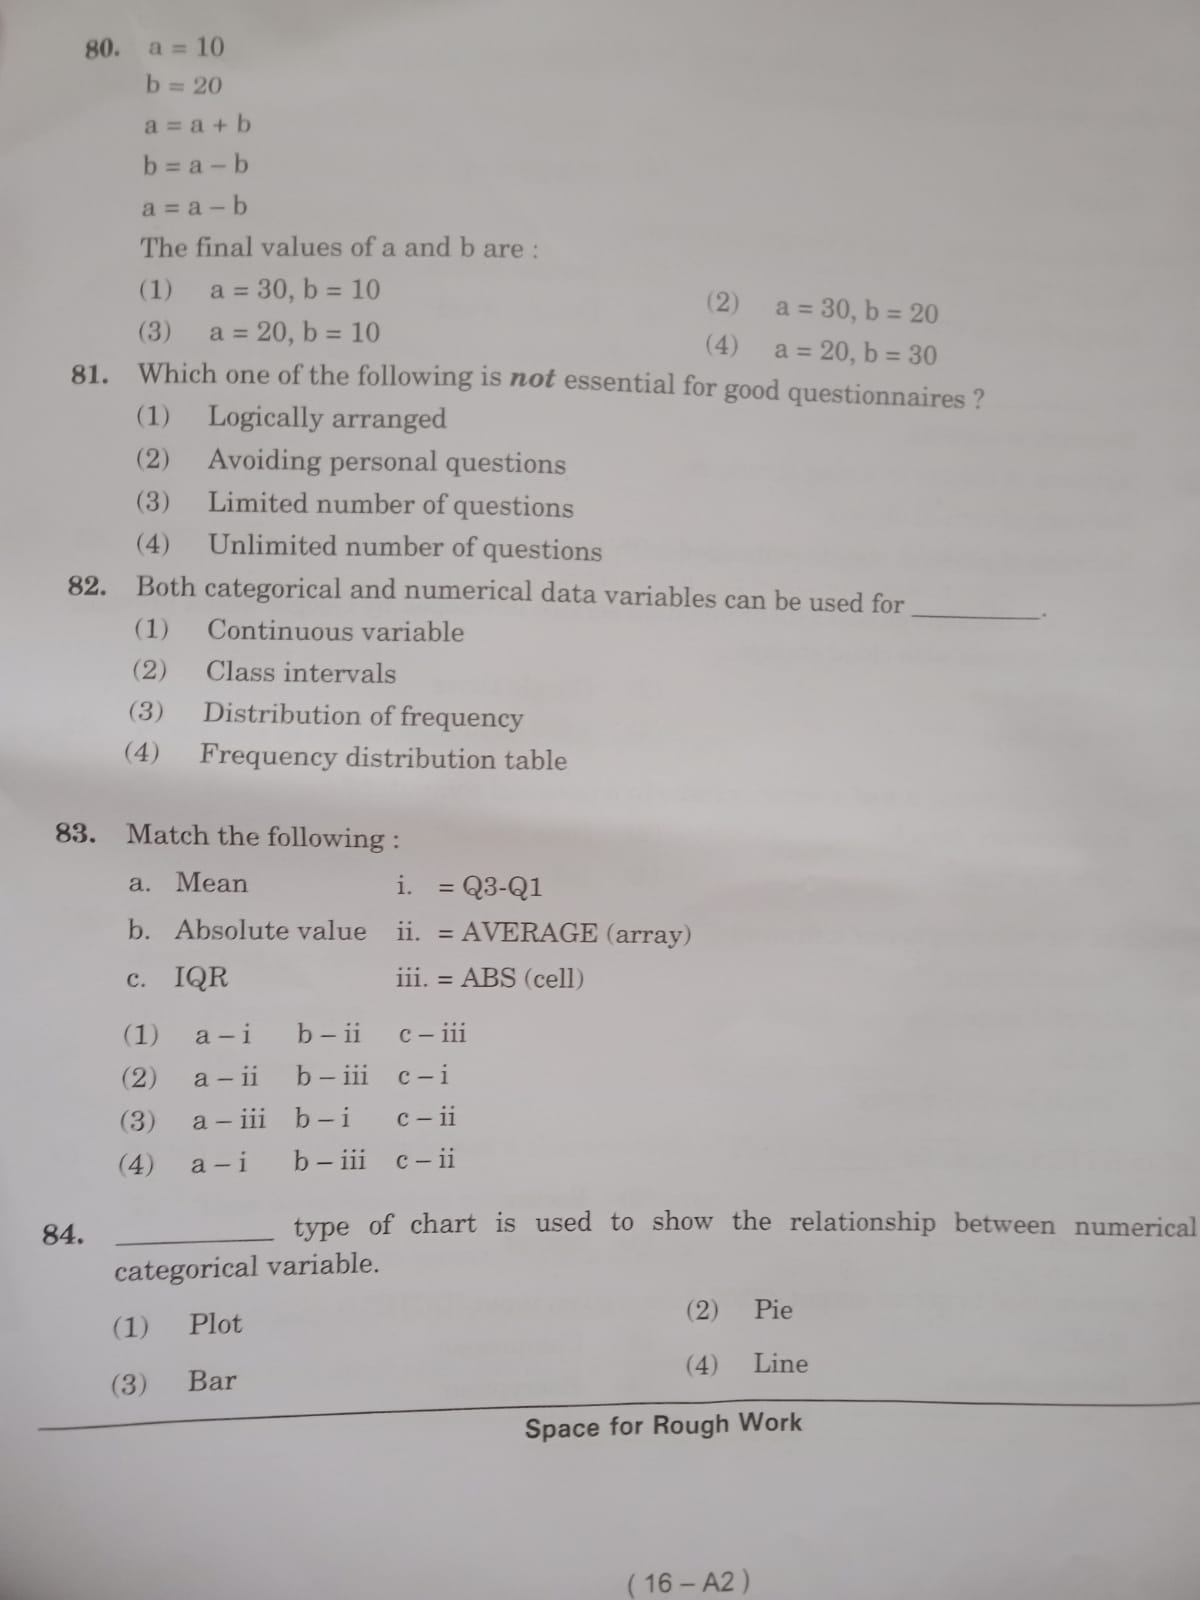 80. a = 10
b = 20
a = a + b
b = a – b
a = a – b
The final values of a and b are :
(1) a = 30, b = 10 (2) a = 30, b = 20
(3) a = 20, b = 10 (4) a = 20, b = 30
81. Which one of the following is not essential for good questionnaires ?
(1) Logically arranged
(2) Avoiding personal questions
(3) Limited number of questions
(4) Unlimited number of questions
82. Both categorical and numerical data variables can be used for ________.
(1) Continuous variable
(2) Class intervals
(3) Distribution of frequency
(4) Frequency distribution table
83. Match the following :
a. Mean i. = Q3-Q1
b. Absolute value ii. = AVERAGE (array)
c. IQR iii. = ABS (cell)
(1) a – i b – ii c – iii
(2) a – ii b – iii c – i
(3) a – iii b – i c – ii
(4) a – i b – iii c – ii
84. ________ type of chart is used to show the relationship between numerical
categorical variable.
(1) Plot (2) Pie
(3) Bar (4) Line
Space for Rough Work
( 16 – A2 )